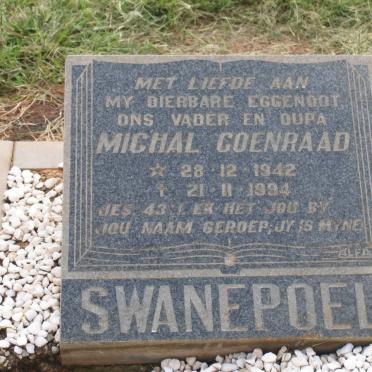 MET LIEFDE AAN
MY DIERBARE EGGENOOT
ONS VADER EN OUPA
MICHAL COENRAAD
☆ 28·12·1942
† 21·11·1994
JES 43:1. EK HET JOU BY
JOU NAAM GEROEP, JY IS MYNE
SWANEPOEL